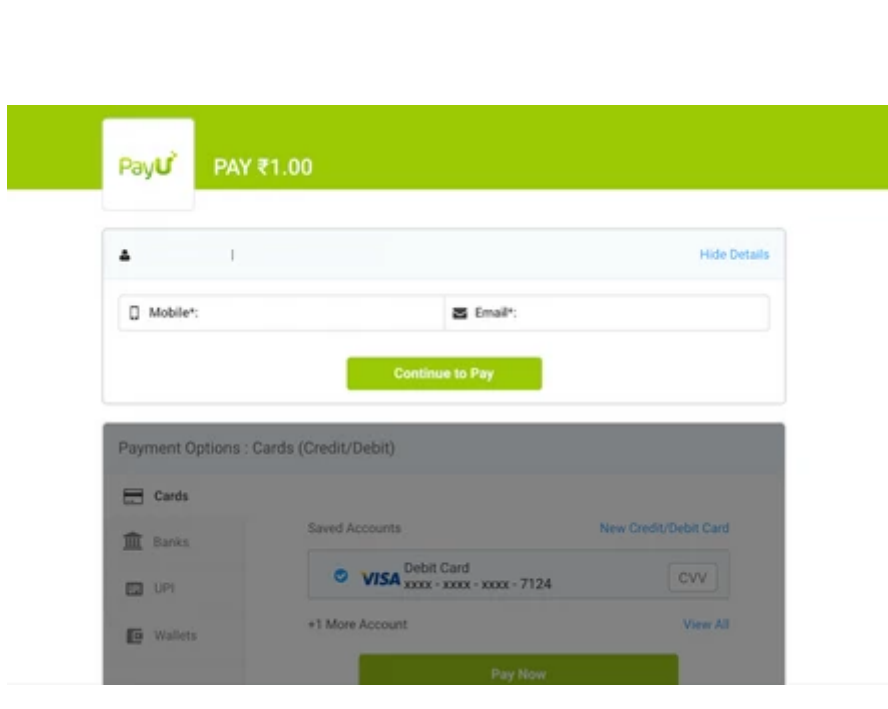 PayU PAY ₹1.00
| Hide Details
Mobile*: Email*:
Continue to Pay
Payment Options : Cards (Credit/Debit)
Cards
Saved Accounts New Credit/Debit Card
Banks
Debit Card
VISA xxxx - xxxx - xxxx - 7124 CVV
UPI
+1 More Account View All
Wallets
Pay Now